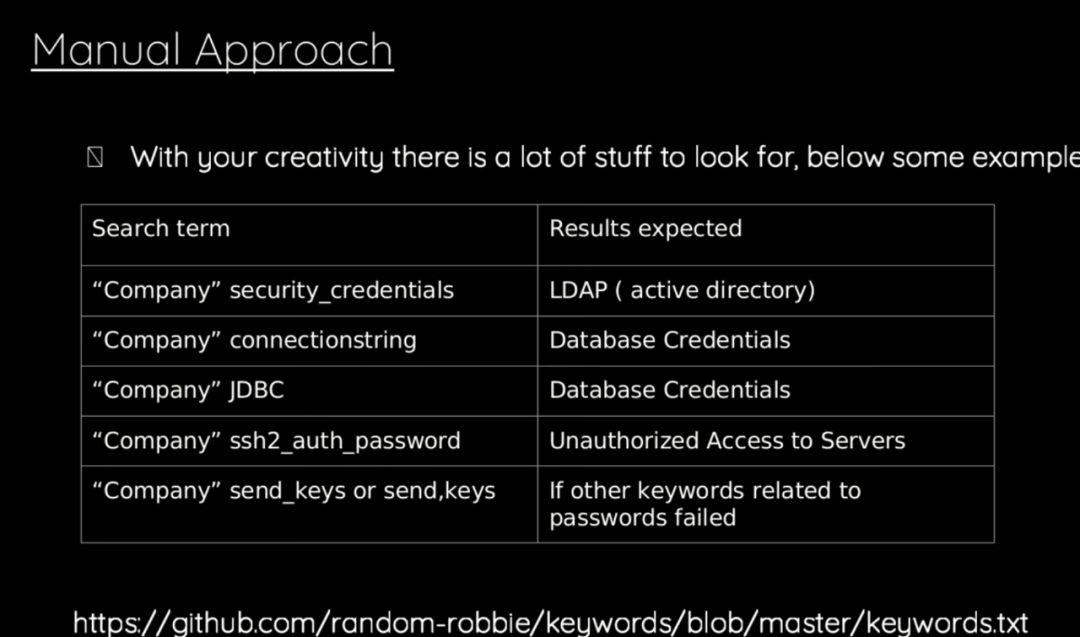 Manual Approach
With your creativity there is a lot of stuff to look for, below some example
Search term
Results expected
“Company” security_credentials
LDAP ( active directory)
“Company” connectionstring
Database Credentials
“Company” JDBC
Database Credentials
“Company” ssh2_auth_password
Unauthorized Access to Servers
“Company” send_keys or send,keys
If other keywords related to
passwords failed
https://github.com/random-robbie/keywords/blob/master/keywords.txt